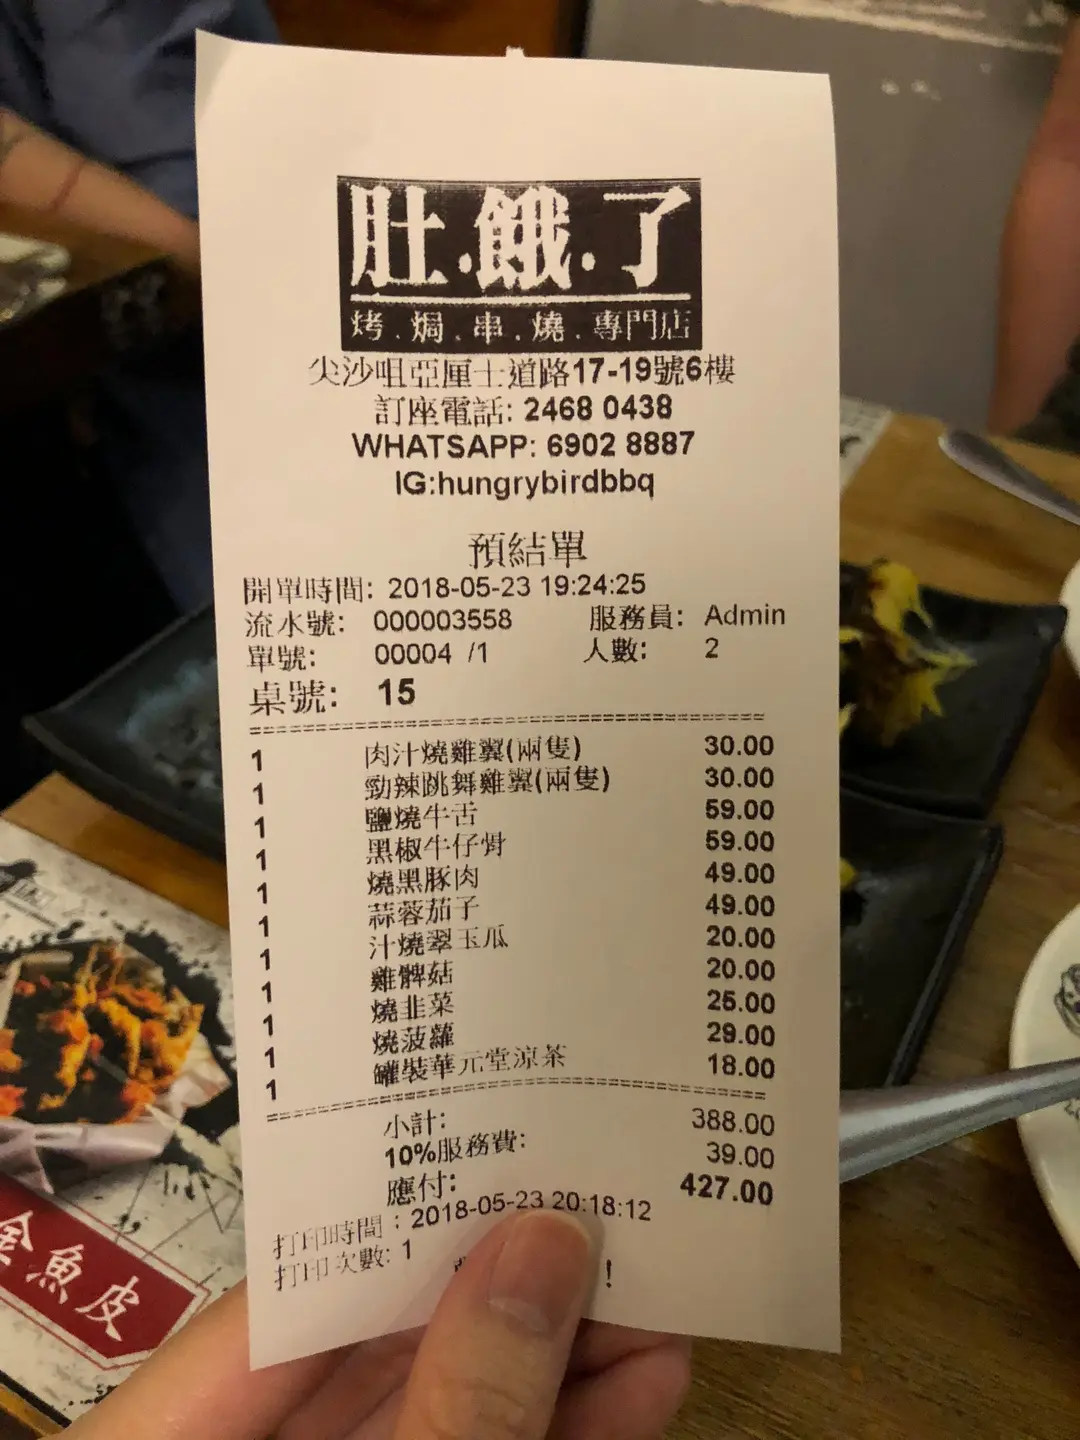 肚.餓.了
烤.焗.串.燒.專門店
尖沙咀亞厘士道路17-19號6樓
訂座電話: 2468 0438
WHATSAPP: 6902 8887
IG:hungrybirdbbq
預結單
開單時間: 2018-05-23 19:24:25
流水號: 000003558 服務員: Admin
單號: 00004 /1 人數: 2
桌號: 15
1 肉汁燒雞翼(兩隻) 30.00
1 勁辣跳舞雞翼(兩隻) 30.00
1 鹽燒牛舌 59.00
1 黑椒牛仔骨 59.00
1 燒黑豚肉 49.00
1 蒜蓉茄子 49.00
1 汁燒翠玉瓜 20.00
1 雞髀菇 20.00
1 燒韭菜 25.00
1 燒菠蘿 29.00
1 罐裝華元堂涼茶 18.00
小計: 388.00
10%服務費: 39.00
應付: 427.00
打印時間: 2018-05-23 20:18:12
打印次數: 1
!
金魚皮